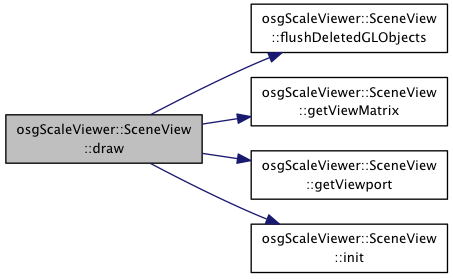 osgScaleViewer::SceneView
::flushDeletedGLObjects
osgScaleViewer::SceneView
::getViewMatrix
osgScaleViewer::SceneView
::draw
osgScaleViewer::SceneView
::getViewport
osgScaleViewer::SceneView
::init